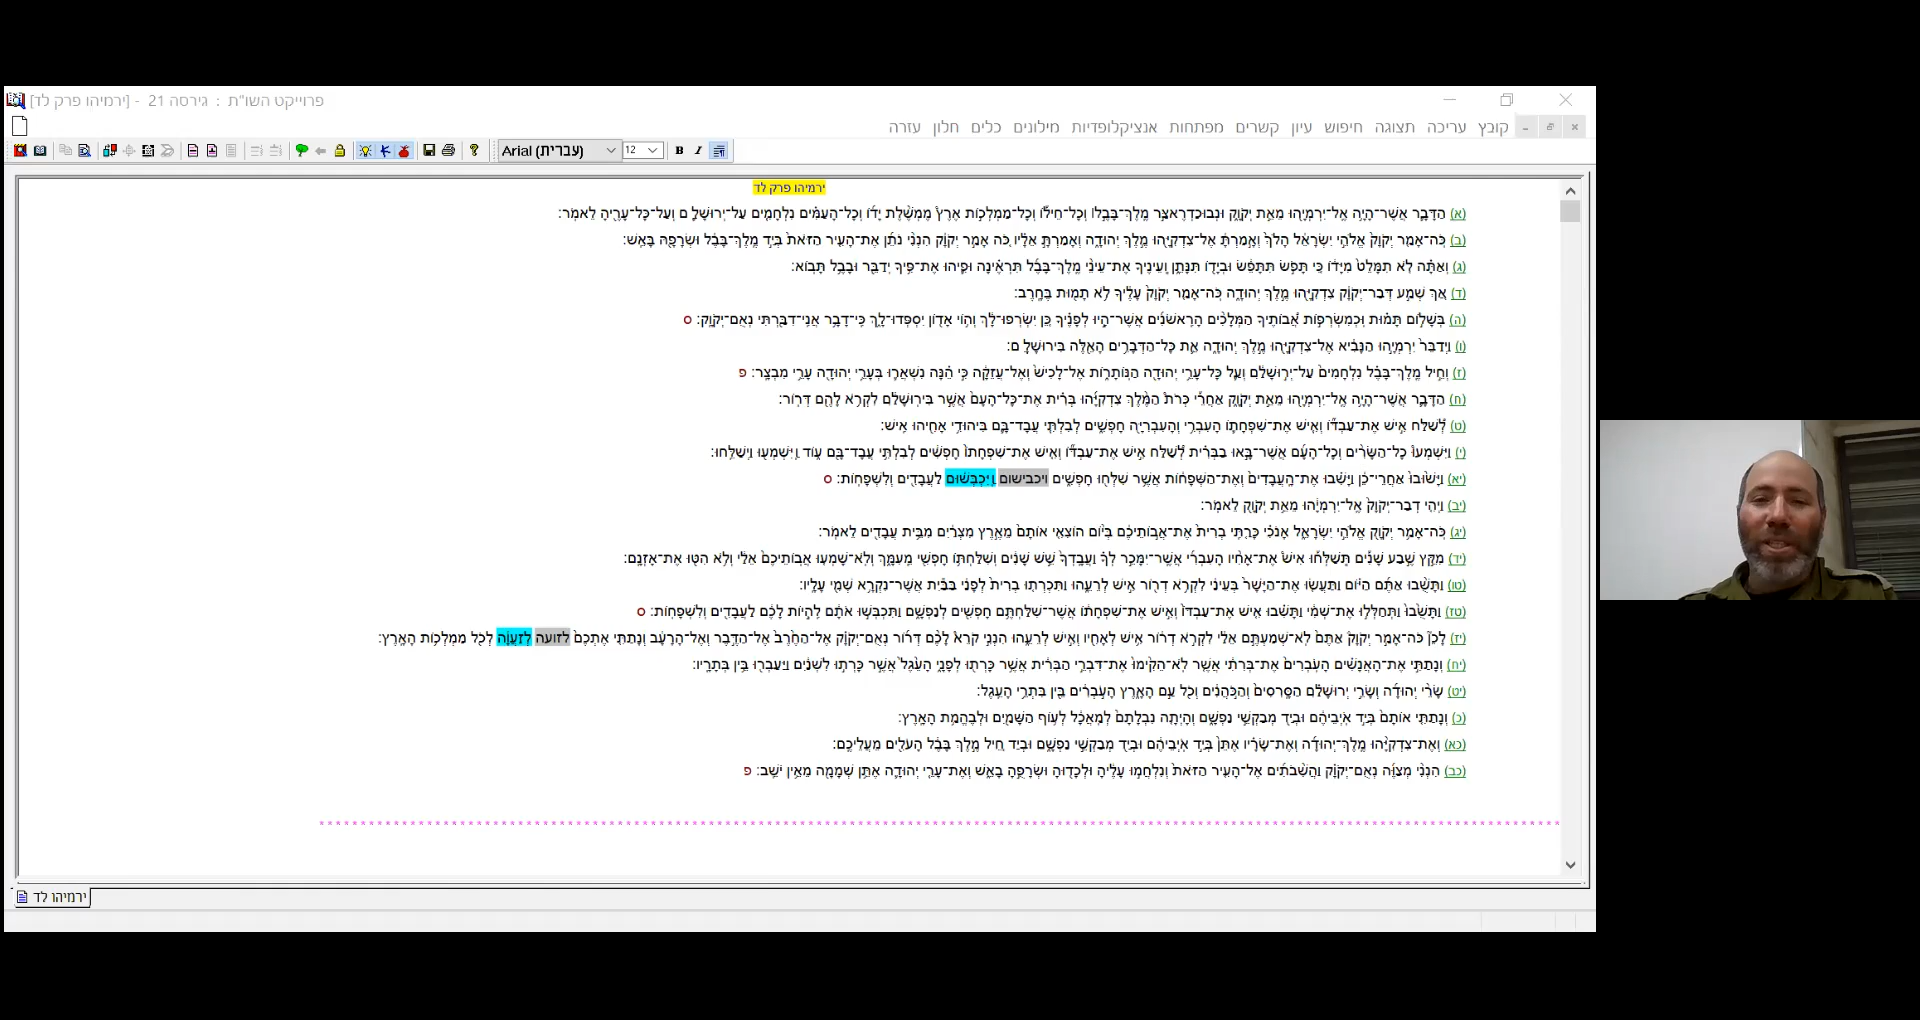 פרוייקט השו"ת : גירסה 21 - [ירמיהו פרק לד]
קובץ עריכה תצוגה חיפוש עיון קשרים מפתחות אנציקלופדיות מילונים כלים חלון עזרה
Arial (עברית) 12 B I
ירמיהו פרק לד
(א) הַדָּבָר אֲשֶׁר־הָיָה אֶל־יִרְמְיָהוּ מֵאֵת יְקֹוָק וּנְבוּכַדְרֶאצַּר מֶלֶךְ־בָּבֶל וְכָל־חֵילוֹ וְכָל־מַמְלְכוֹת אֶרֶץ מֶמְשֶׁלֶת יָדוֹ וְכָל־הָעַמִּים נִלְחָמִים עַל־יְרוּשָׁלִַם וְעַל־כָּל־עָרֶיהָ לֵאמֹר:
(ב) כֹּה־אָמַר יְקֹוָק אֱלֹהֵי יִשְׂרָאֵל הָלֹךְ וְאָמַרְתָּ אֶל־צִדְקִיָּהוּ מֶלֶךְ יְהוּדָה וְאָמַרְתָּ אֵלָיו כֹּה אָמַר יְקֹוָק הִנְנִי נֹתֵן אֶת־הָעִיר הַזֹּאת בְּיַד מֶלֶךְ־בָּבֶל וּשְׂרָפָהּ בָּאֵשׁ:
(ג) וְאַתָּה לֹא תִמָּלֵט מִיָּדוֹ כִּי תָּפֹשׂ תִּתָּפֵשׂ וּבְיָדוֹ תִּנָּתֵן וְעֵינֶיךָ אֶת־עֵינֵי מֶלֶךְ־בָּבֶל תִּרְאֶינָה וּפִיהוּ אֶת־פִּיךָ יְדַבֵּר וּבָבֶל תָּבוֹא:
(ד) אַךְ שְׁמַע דְּבַר־יְקֹוָק צִדְקִיָּהוּ מֶלֶךְ יְהוּדָה כֹּה־אָמַר יְקֹוָק עָלֶיךָ לֹא תָמוּת בֶּחָרֶב:
(ה) בְּשָׁלוֹם תָּמוּת וּכְמִשְׂרְפוֹת אֲבוֹתֶיךָ הַמְּלָכִים הָרִאשֹׁנִים אֲשֶׁר־הָיוּ לְפָנֶיךָ כֵּן יִשְׂרְפוּ־לָךְ וְהוֹי אָדוֹן יִסְפְּדוּ־לָךְ כִּי־דָבָר אֲנִי־דִבַּרְתִּי נְאֻם־יְקֹוָק: ס
(ו) וַיְדַבֵּר יִרְמְיָהוּ הַנָּבִיא אֶל־צִדְקִיָּהוּ מֶלֶךְ יְהוּדָה אֵת כָּל־הַדְּבָרִים הָאֵלֶּה בִּירוּשָׁלִָם:
(ז) וְחֵיל מֶלֶךְ־בָּבֶל נִלְחָמִים עַל־יְרוּשָׁלִַם וְעַל כָּל־עָרֵי יְהוּדָה הַנּוֹתָרוֹת אֶל־לָכִישׁ וְאֶל־עֲזֵקָה כִּי הֵנָּה נִשְׁאֲרוּ בְּעָרֵי יְהוּדָה עָרֵי מִבְצָר: פ
(ח) הַדָּבָר אֲשֶׁר־הָיָה אֶל־יִרְמְיָהוּ מֵאֵת יְקֹוָק אַחֲרֵי כְּרֹת הַמֶּלֶךְ צִדְקִיָּהוּ בְּרִית אֶת־כָּל־הָעָם אֲשֶׁר בִּירוּשָׁלִַם לִקְרֹא לָהֶם דְּרוֹר:
(ט) לְשַׁלַּח אִישׁ אֶת־עַבְדּוֹ וְאִישׁ אֶת־שִׁפְחָתוֹ הָעִבְרִי וְהָעִבְרִיָּה חָפְשִׁים לְבִלְתִּי עֲבָד־בָּם בִּיהוּדִי אָחִיהוּ אִישׁ:
(י) וַיִּשְׁמְעוּ כָל־הַשָּׂרִים וְכָל־הָעָם אֲשֶׁר־בָּאוּ בַבְּרִית לְשַׁלַּח אִישׁ אֶת־עַבְדּוֹ וְאִישׁ אֶת־שִׁפְחָתוֹ חָפְשִׁים לְבִלְתִּי עֲבָד־בָּם עוֹד וַיִּשְׁמְעוּ וַיְשַׁלֵּחוּ:
(יא) וַיָּשׁוּבוּ אַחֲרֵי־כֵן וַיָּשִׁבוּ אֶת־הָעֲבָדִים וְאֶת־הַשְּׁפָחוֹת אֲשֶׁר שִׁלְּחוּ חָפְשִׁים ויכבישום וַיִּכְבְּשׁוּם לַעֲבָדִים וְלִשְׁפָחוֹת: ס
(יב) וַיְהִי דְבַר־יְקֹוָק אֶל־יִרְמְיָהוּ מֵאֵת יְקֹוָק לֵאמֹר:
(יג) כֹּה־אָמַר יְקֹוָק אֱלֹהֵי יִשְׂרָאֵל אָנֹכִי כָּרַתִּי בְרִית אֶת־אֲבוֹתֵיכֶם בְּיוֹם הוֹצִאִי אוֹתָם מֵאֶרֶץ מִצְרַיִם מִבֵּית עֲבָדִים לֵאמֹר:
(יד) מִקֵּץ שֶׁבַע שָׁנִים תְּשַׁלְּחוּ אִישׁ אֶת־אָחִיו הָעִבְרִי אֲשֶׁר־יִמָּכֵר לְךָ וַעֲבָדְךָ שֵׁשׁ שָׁנִים וְשִׁלַּחְתּוֹ חָפְשִׁי מֵעִמָּךְ וְלֹא־שָׁמְעוּ אֲבוֹתֵיכֶם אֵלַי וְלֹא הִטּוּ אֶת־אָזְנָם:
(טו) וַתָּשֻׁבוּ אַתֶּם הַיּוֹם וַתַּעֲשׂוּ אֶת־הַיָּשָׁר בְּעֵינַי לִקְרֹא דְרוֹר אִישׁ לְרֵעֵהוּ וַתִּכְרְתוּ בְרִית לְפָנַי בַּבַּיִת אֲשֶׁר־נִקְרָא שְׁמִי עָלָיו:
(טז) וַתָּשֻׁבוּ וַתְּחַלְּלוּ אֶת־שְׁמִי וַתָּשִׁבוּ אִישׁ אֶת־עַבְדּוֹ וְאִישׁ אֶת־שִׁפְחָתוֹ אֲשֶׁר־שִׁלַּחְתֶּם חָפְשִׁים לְנַפְשָׁם וַתִּכְבְּשׁוּ אֹתָם לִהְיוֹת לָכֶם לַעֲבָדִים וְלִשְׁפָחוֹת: ס
(יז) לָכֵן כֹּה־אָמַר יְקֹוָק אַתֶּם לֹא־שְׁמַעְתֶּם אֵלַי לִקְרֹא דְרוֹר אִישׁ לְאָחִיו וְאִישׁ לְרֵעֵהוּ הִנְנִי קֹרֵא לָכֶם דְּרוֹר נְאֻם־יְקֹוָק אֶל־הַחֶרֶב אֶל־הַדֶּבֶר וְאֶל־הָרָעָב וְנָתַתִּי אֶתְכֶם לזועה לְזַעֲוָה לְכֹל מַמְלְכוֹת הָאָרֶץ:
(יח) וְנָתַתִּי אֶת־הָאֲנָשִׁים הָעֹבְרִים אֶת־בְּרִתִי אֲשֶׁר לֹא־הֵקִימוּ אֶת־דִּבְרֵי הַבְּרִית אֲשֶׁר כָּרְתוּ לְפָנָי הָעֵגֶל אֲשֶׁר כָּרְתוּ לִשְׁנַיִם וַיַּעַבְרוּ בֵּין בְּתָרָיו:
(יט) שָׂרֵי יְהוּדָה וְשָׂרֵי יְרוּשָׁלִַם הַסָּרִסִים וְהַכֹּהֲנִים וְכֹל עַם הָאָרֶץ הָעֹבְרִים בֵּין בִּתְרֵי הָעֵגֶל:
(כ) וְנָתַתִּי אוֹתָם בְּיַד אֹיְבֵיהֶם וּבְיַד מְבַקְשֵׁי נַפְשָׁם וְהָיְתָה נִבְלָתָם לְמַאֲכָל לְעוֹף הַשָּׁמַיִם וּלְבֶהֱמַת הָאָרֶץ:
(כא) וְאֶת־צִדְקִיָּהוּ מֶלֶךְ־יְהוּדָה וְאֶת־שָׂרָיו אֶתֵּן בְּיַד אֹיְבֵיהֶם וּבְיַד מְבַקְשֵׁי נַפְשָׁם וּבְיַד חֵיל מֶלֶךְ בָּבֶל הָעֹלִים מֵעֲלֵיכֶם:
(כב) הִנְנִי מְצַוֶּה נְאֻם־יְקֹוָק וַהֲשִׁבֹתִים אֶל־הָעִיר הַזֹּאת וְנִלְחֲמוּ עָלֶיהָ וּלְכָדוּהָ וּשְׂרָפֻהָ בָאֵשׁ וְאֶת־עָרֵי יְהוּדָה אֶתֵּן שְׁמָמָה מֵאֵין יֹשֵׁב: פ
ירמיהו לד